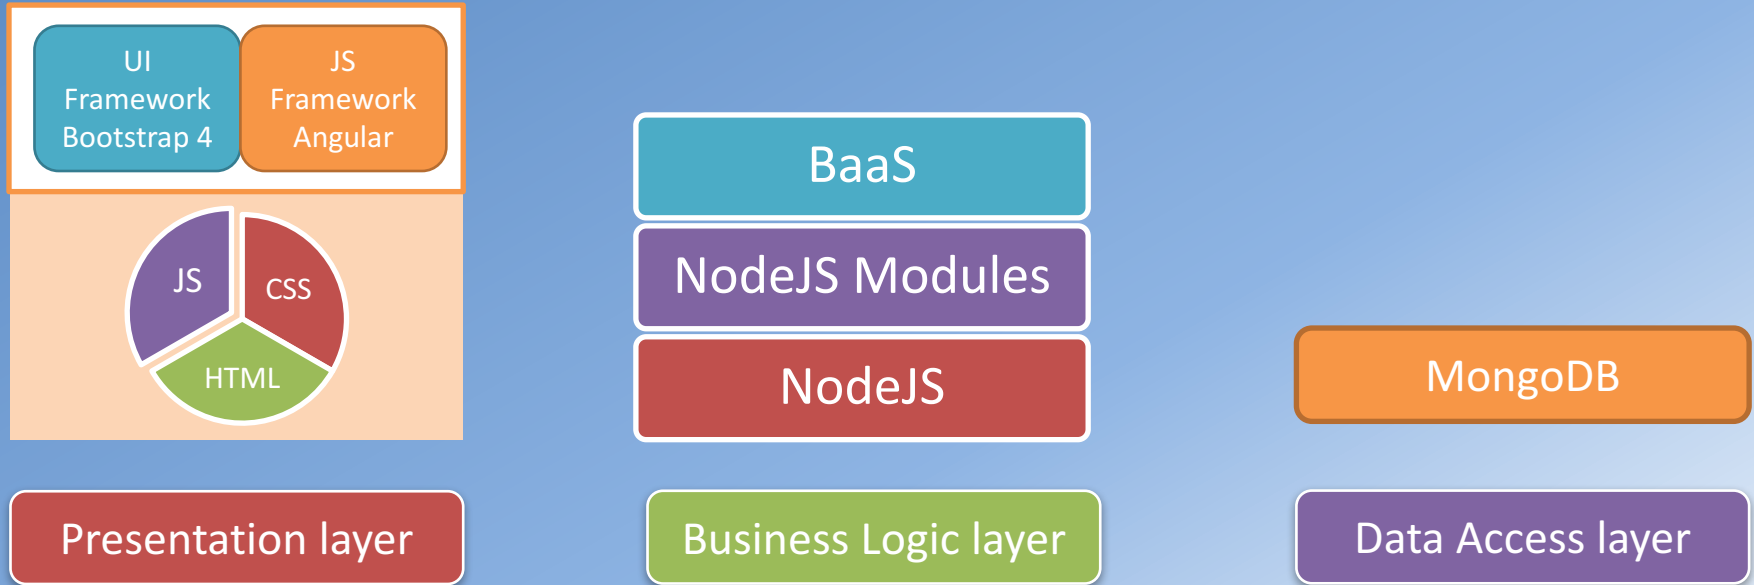 UI
Framework
Bootstrap 4
JS
Framework
Angular
JS
CSS
HTML
Presentation layer
BaaS
NodeJS Modules
NodeJS
Business Logic layer
MongoDB
Data Access layer